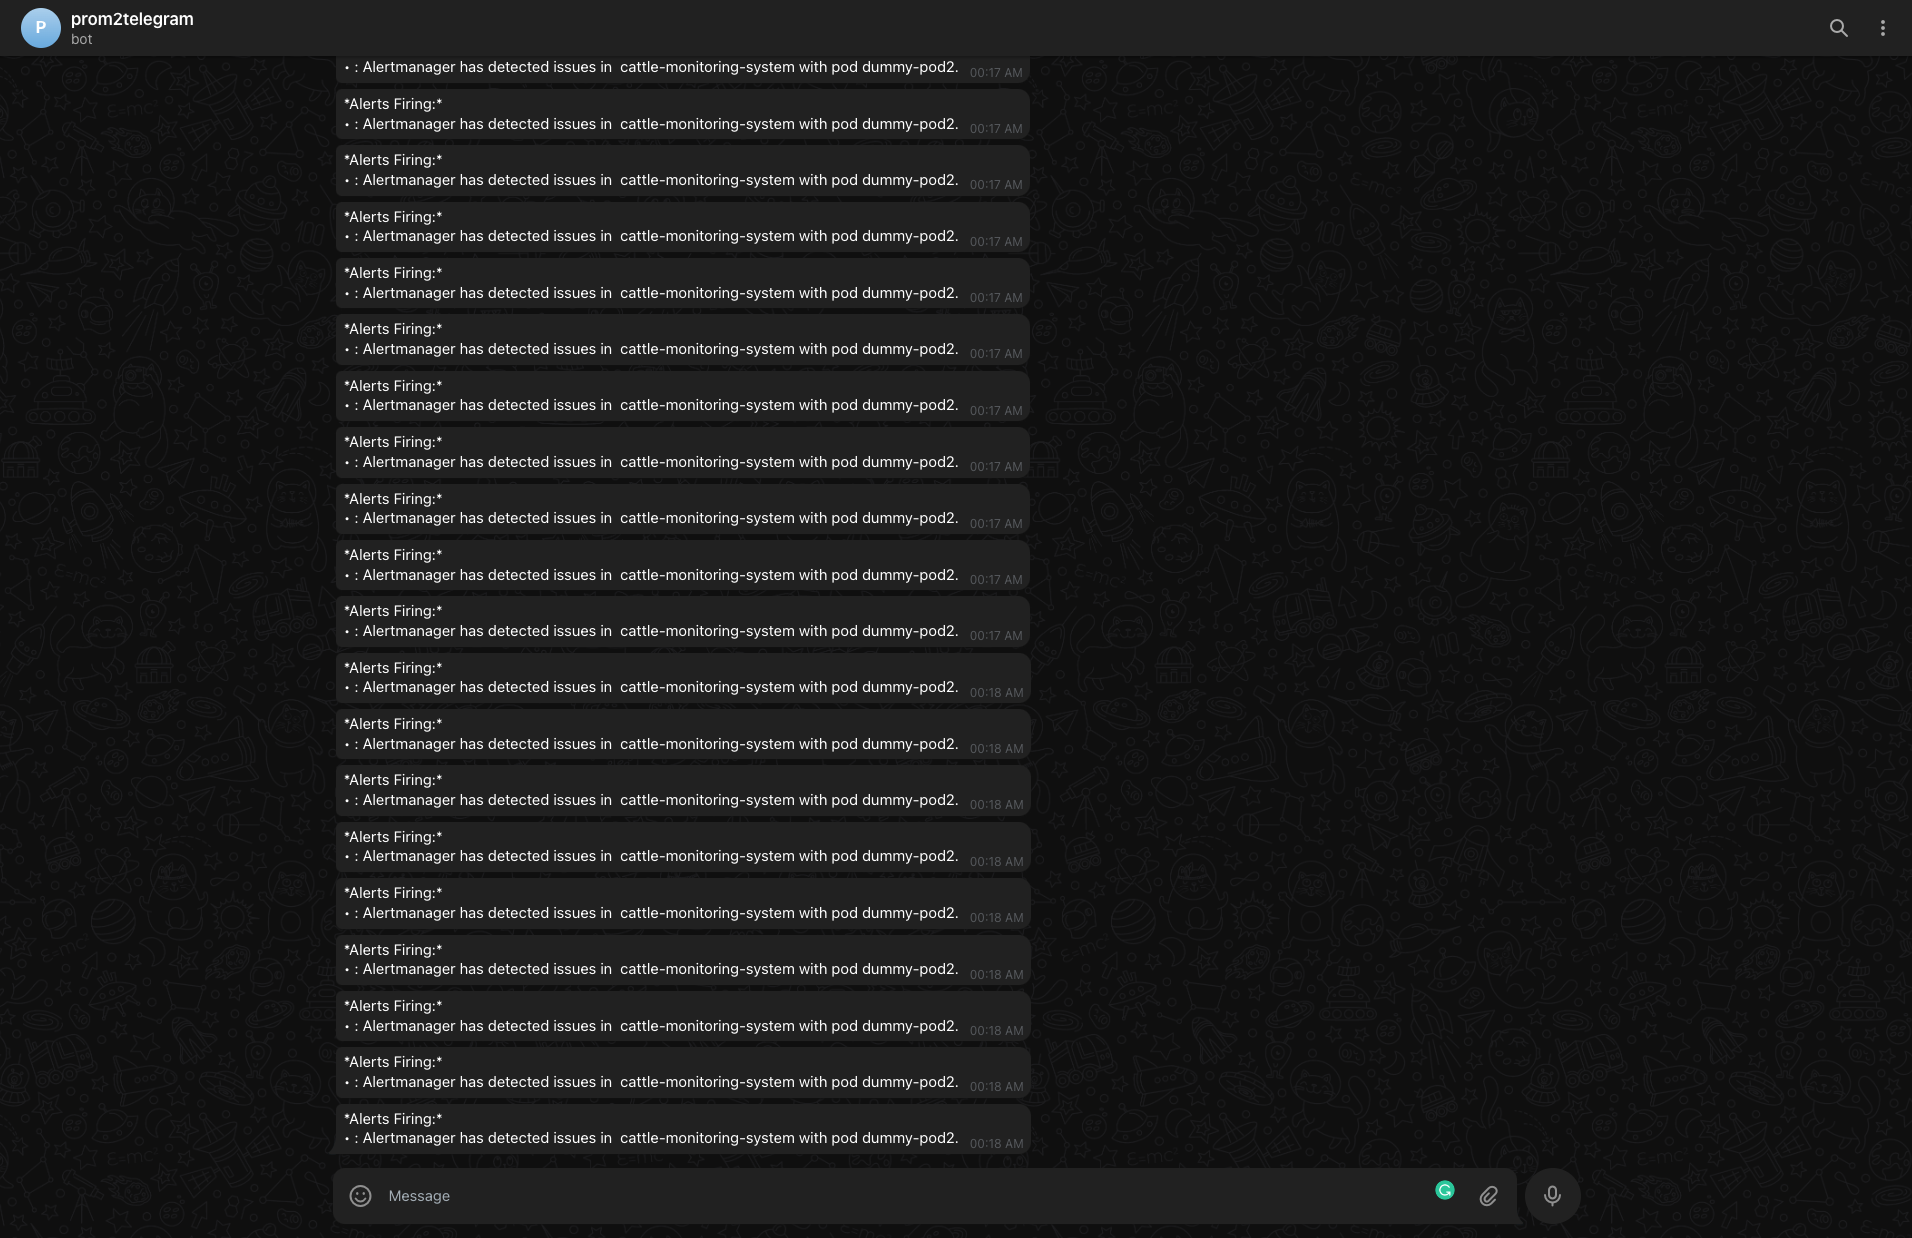 P
prom2telegram
bot
• : Alertmanager has detected issues in  cattle-monitoring-system with pod dummy-pod2. 00:17 AM
*Alerts Firing:*
• : Alertmanager has detected issues in  cattle-monitoring-system with pod dummy-pod2. 00:17 AM
*Alerts Firing:*
• : Alertmanager has detected issues in  cattle-monitoring-system with pod dummy-pod2. 00:17 AM
*Alerts Firing:*
• : Alertmanager has detected issues in  cattle-monitoring-system with pod dummy-pod2. 00:17 AM
*Alerts Firing:*
• : Alertmanager has detected issues in  cattle-monitoring-system with pod dummy-pod2. 00:17 AM
*Alerts Firing:*
• : Alertmanager has detected issues in  cattle-monitoring-system with pod dummy-pod2. 00:17 AM
*Alerts Firing:*
• : Alertmanager has detected issues in  cattle-monitoring-system with pod dummy-pod2. 00:17 AM
*Alerts Firing:*
• : Alertmanager has detected issues in  cattle-monitoring-system with pod dummy-pod2. 00:17 AM
*Alerts Firing:*
• : Alertmanager has detected issues in  cattle-monitoring-system with pod dummy-pod2. 00:17 AM
*Alerts Firing:*
• : Alertmanager has detected issues in  cattle-monitoring-system with pod dummy-pod2. 00:17 AM
*Alerts Firing:*
• : Alertmanager has detected issues in  cattle-monitoring-system with pod dummy-pod2. 00:17 AM
*Alerts Firing:*
• : Alertmanager has detected issues in  cattle-monitoring-system with pod dummy-pod2. 00:18 AM
*Alerts Firing:*
• : Alertmanager has detected issues in  cattle-monitoring-system with pod dummy-pod2. 00:18 AM
*Alerts Firing:*
• : Alertmanager has detected issues in  cattle-monitoring-system with pod dummy-pod2. 00:18 AM
*Alerts Firing:*
• : Alertmanager has detected issues in  cattle-monitoring-system with pod dummy-pod2. 00:18 AM
*Alerts Firing:*
• : Alertmanager has detected issues in  cattle-monitoring-system with pod dummy-pod2. 00:18 AM
*Alerts Firing:*
• : Alertmanager has detected issues in  cattle-monitoring-system with pod dummy-pod2. 00:18 AM
*Alerts Firing:*
• : Alertmanager has detected issues in  cattle-monitoring-system with pod dummy-pod2. 00:18 AM
*Alerts Firing:*
• : Alertmanager has detected issues in  cattle-monitoring-system with pod dummy-pod2. 00:18 AM
*Alerts Firing:*
• : Alertmanager has detected issues in  cattle-monitoring-system with pod dummy-pod2. 00:18 AM
Message